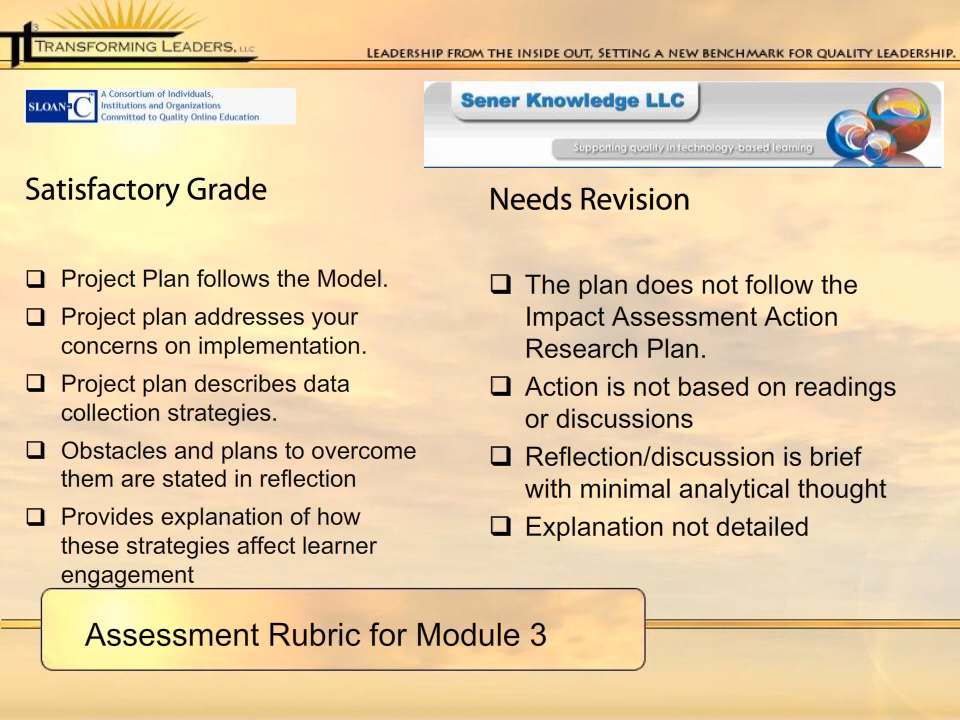 TL3
TRANSFORMING LEADERS, LLC
LEADERSHIP FROM THE INSIDE OUT, SETTING A NEW BENCHMARK FOR QUALITY LEADERSHIP.
SLOAN-C™
A Consortium of Individuals,
Institutions and Organizations
Committed to Quality Online Education
Sener Knowledge LLC
Supporting quality in technology-based learning
Satisfactory Grade
❑ Project Plan follows the Model.
❑ Project plan addresses your
concerns on implementation.
❑ Project plan describes data
collection strategies.
❑ Obstacles and plans to overcome
them are stated in reflection
❑ Provides explanation of how
these strategies affect learner
engagement
Needs Revision
❑ The plan does not follow the
Impact Assessment Action
Research Plan.
❑ Action is not based on readings
or discussions
❑ Reflection/discussion is brief
with minimal analytical thought
❑ Explanation not detailed
Assessment Rubric for Module 3